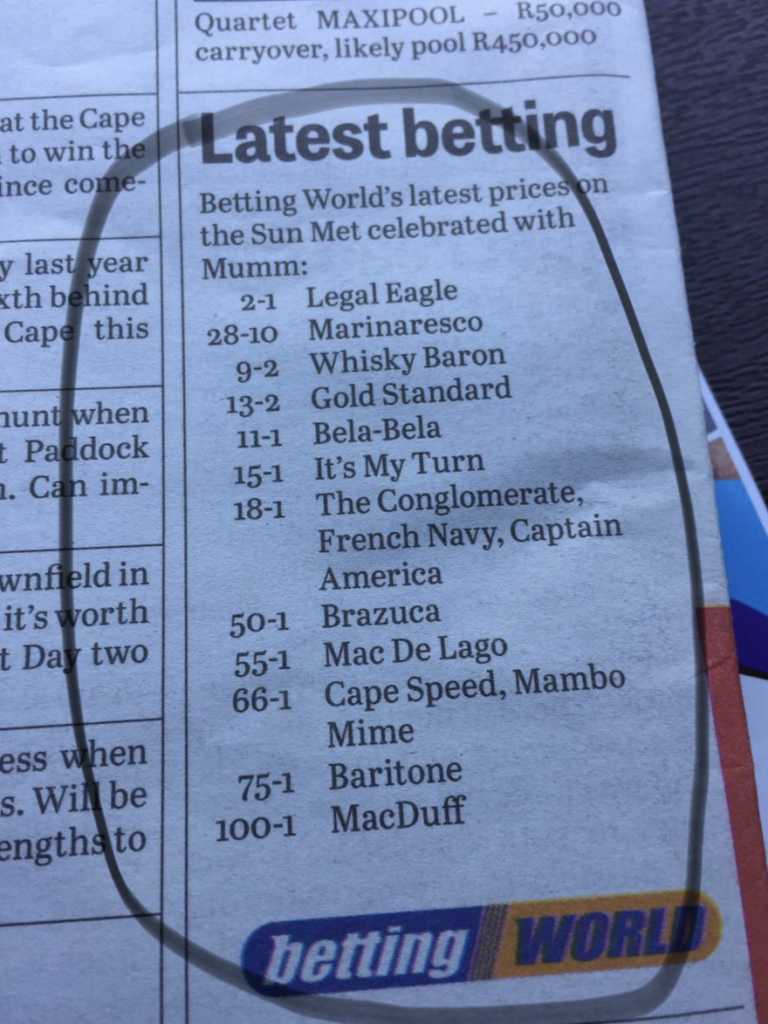 Quartet MAXIPOOL – R50,000
carryover, likely pool R450,000
at the Cape
to win the
ince come-
y last year
xth behind
Cape this
hunt when
t Paddock
n. Can im-
wnfield in
it's worth
t Day two
ess when
s. Will be
engths to
Latest betting
Betting World's latest prices on
the Sun Met celebrated with
Mumm:
2-1 Legal Eagle
28-10 Marinaresco
9-2 Whisky Baron
13-2 Gold Standard
11-1 Bela-Bela
15-1 It's My Turn
18-1 The Conglomerate,
French Navy, Captain
America
50-1 Brazuca
55-1 Mac De Lago
66-1 Cape Speed, Mambo
Mime
75-1 Baritone
100-1 MacDuff
betting WORLD